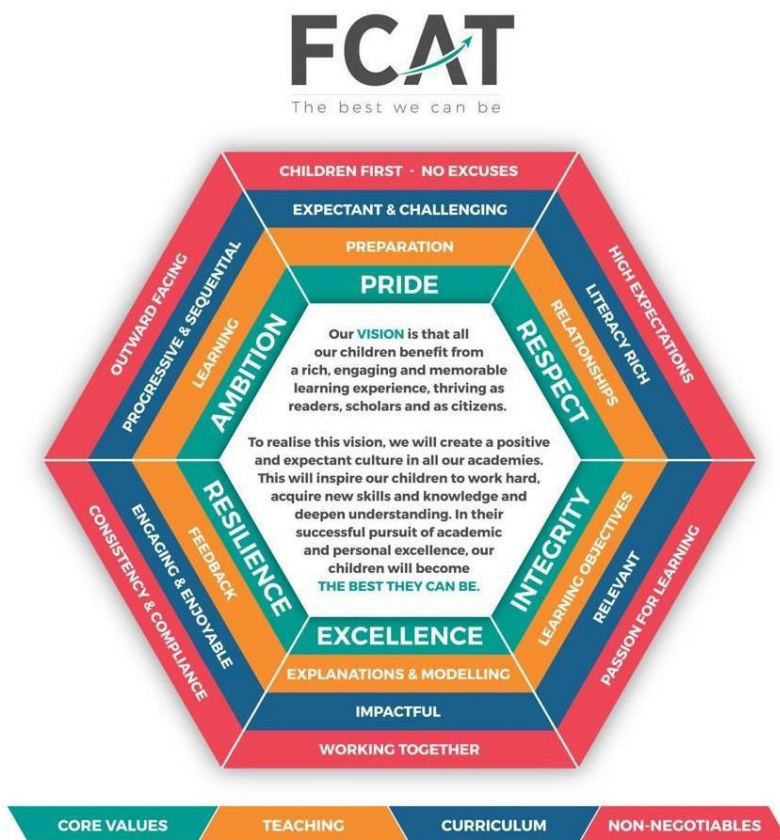 FCAT
The best we can be
CHILDREN FIRST - NO EXCUSES
EXPECTANT & CHALLENGING
PREPARATION
PRIDE
OUTWARD FACING
PROGRESSIVE & SEQUENTIAL
LEARNING
AMBITION
RESPECT
RELATIONSHIPS
LITERACY RICH
HIGH EXPECTATIONS
Our VISION is that all
our children benefit from
a rich, engaging and memorable
learning experience, thriving as
readers, scholars and as citizens.
To realise this vision, we will create a positive
and expectant culture in all our academies.
This will inspire our children to work hard,
acquire new skills and knowledge and
deepen understanding. In their
successful pursuit of academic
and personal excellence, our
children will become
THE BEST THEY CAN BE.
CONSISTENCY & COMPLIANCE
ENGAGING & ENJOYABLE
FEEDBACK
RESILIENCE
INTEGRITY
LEARNING OBJECTIVES
RELEVANT
PASSION FOR LEARNING
EXCELLENCE
EXPLANATIONS & MODELLING
IMPACTFUL
WORKING TOGETHER
CORE VALUES
TEACHING
CURRICULUM
NON-NEGOTIABLES